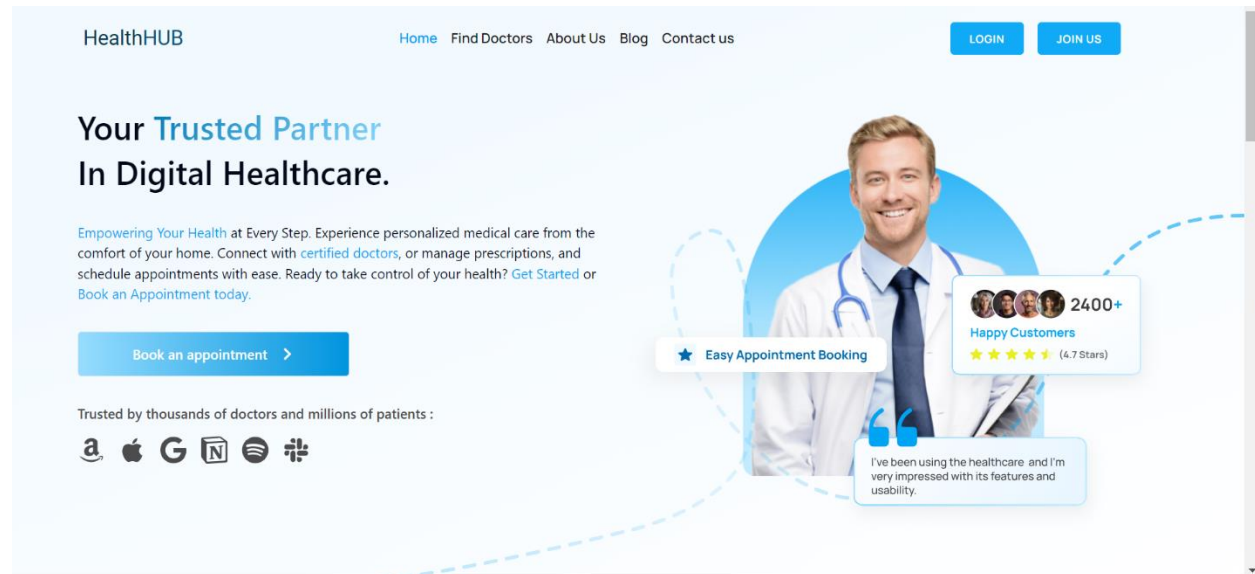 HealthHUB
Home Find Doctors About Us Blog Contact us
LOGIN
JOIN US
Your Trusted Partner
In Digital Healthcare.
Empowering Your Health at Every Step. Experience personalized medical care from the
comfort of your home. Connect with certified doctors, or manage prescriptions, and
schedule appointments with ease. Ready to take control of your health? Get Started or
Book an Appointment today.
Book an appointment
Trusted by thousands of doctors and millions of patients :
2400+
Happy Customers
(4.7 Stars)
Easy Appointment Booking
I've been using the healthcare and I'm
very impressed with its features and
usability.